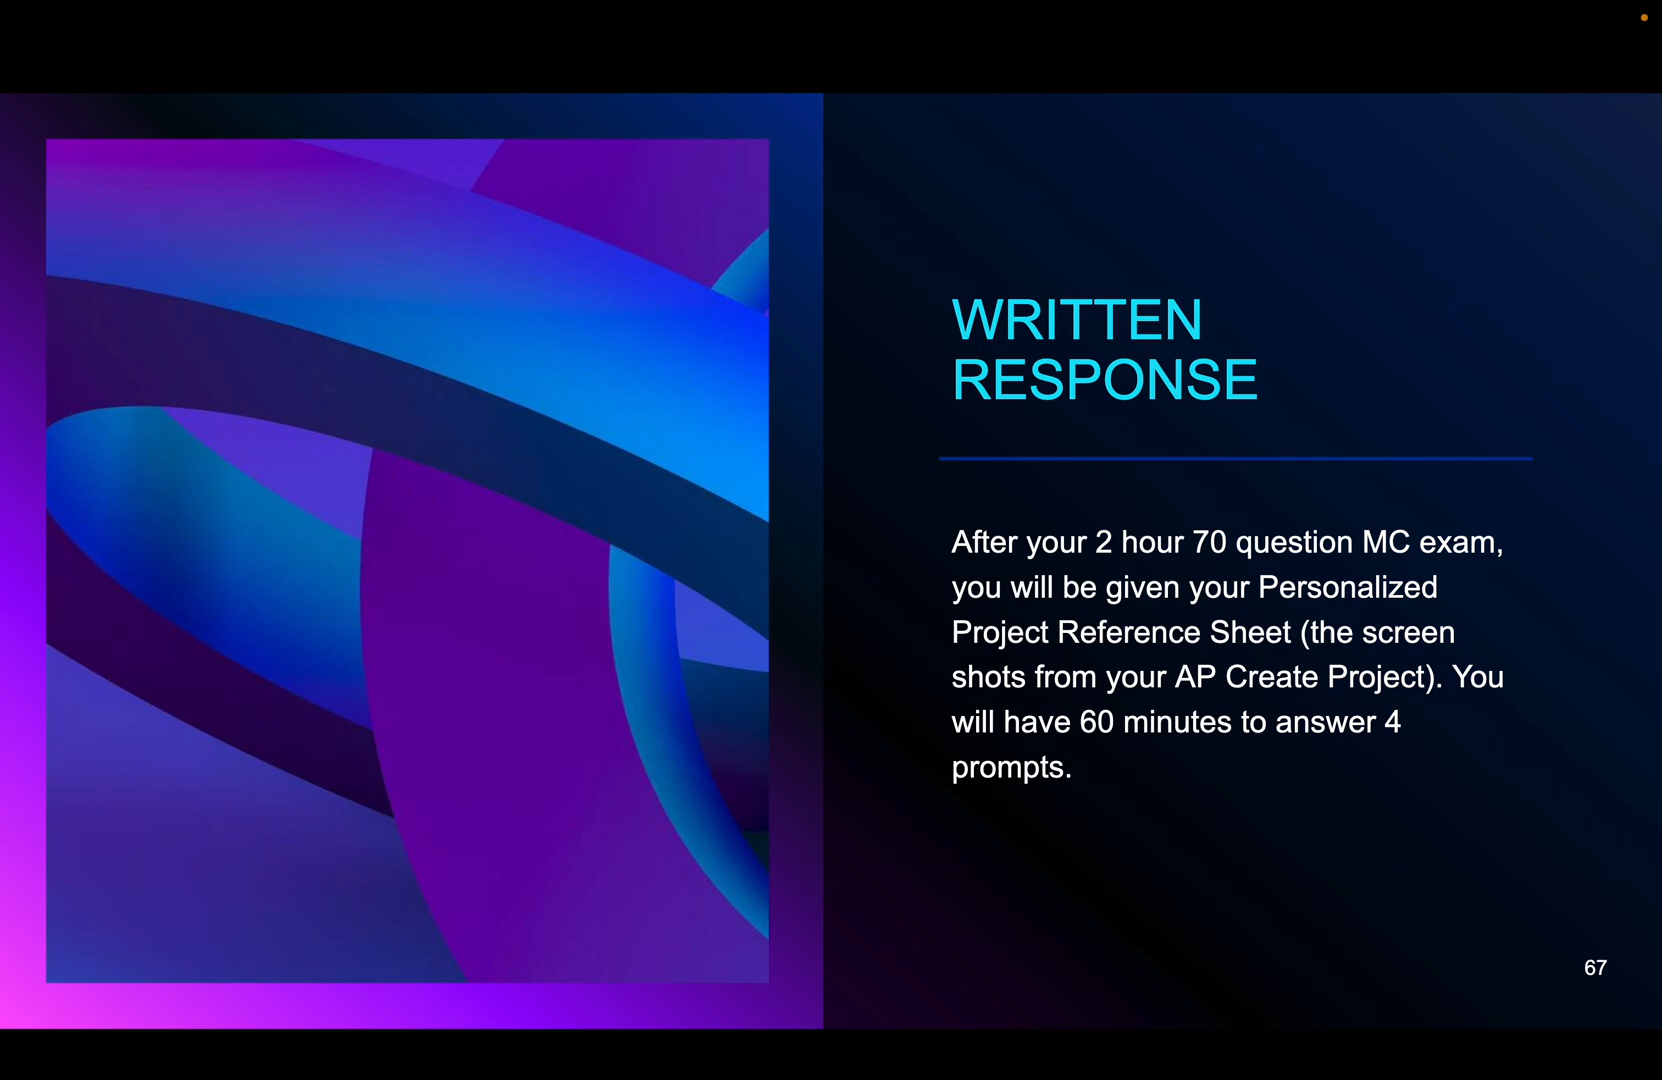 WRITTEN
RESPONSE
After your 2 hour 70 question MC exam,
you will be given your Personalized
Project Reference Sheet (the screen
shots from your AP Create Project). You
will have 60 minutes to answer 4
prompts.
67